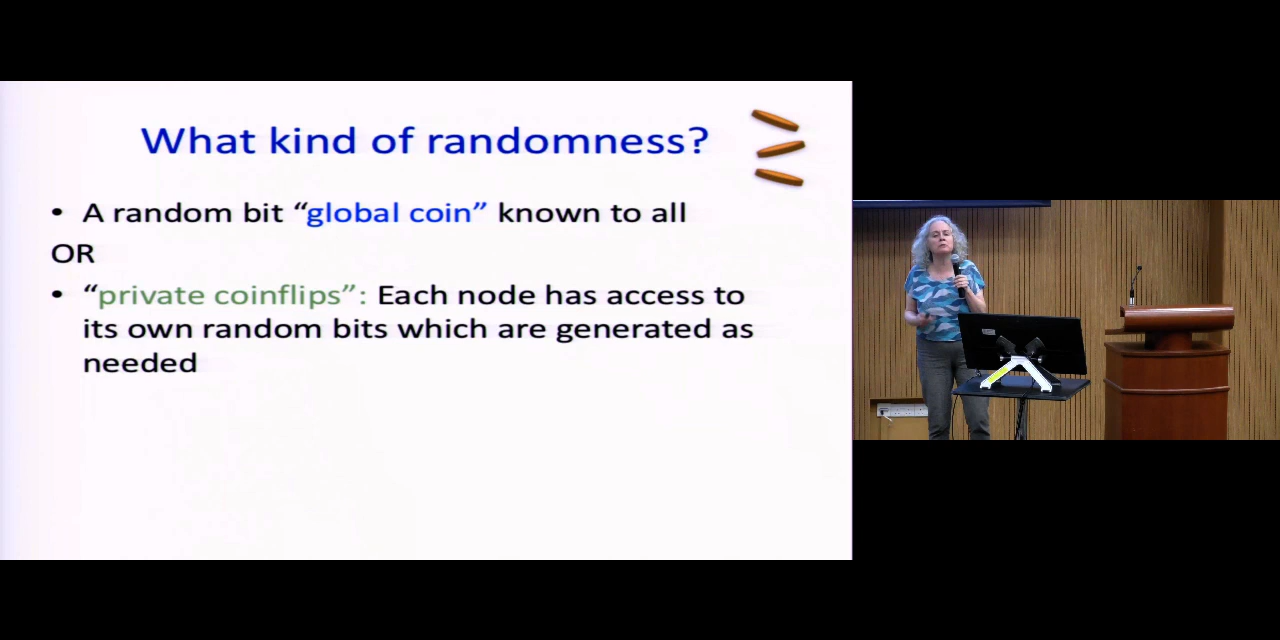 What kind of randomness?
• A random bit “global coin” known to all
OR
• “private coinflips”: Each node has access to
its own random bits which are generated as
needed